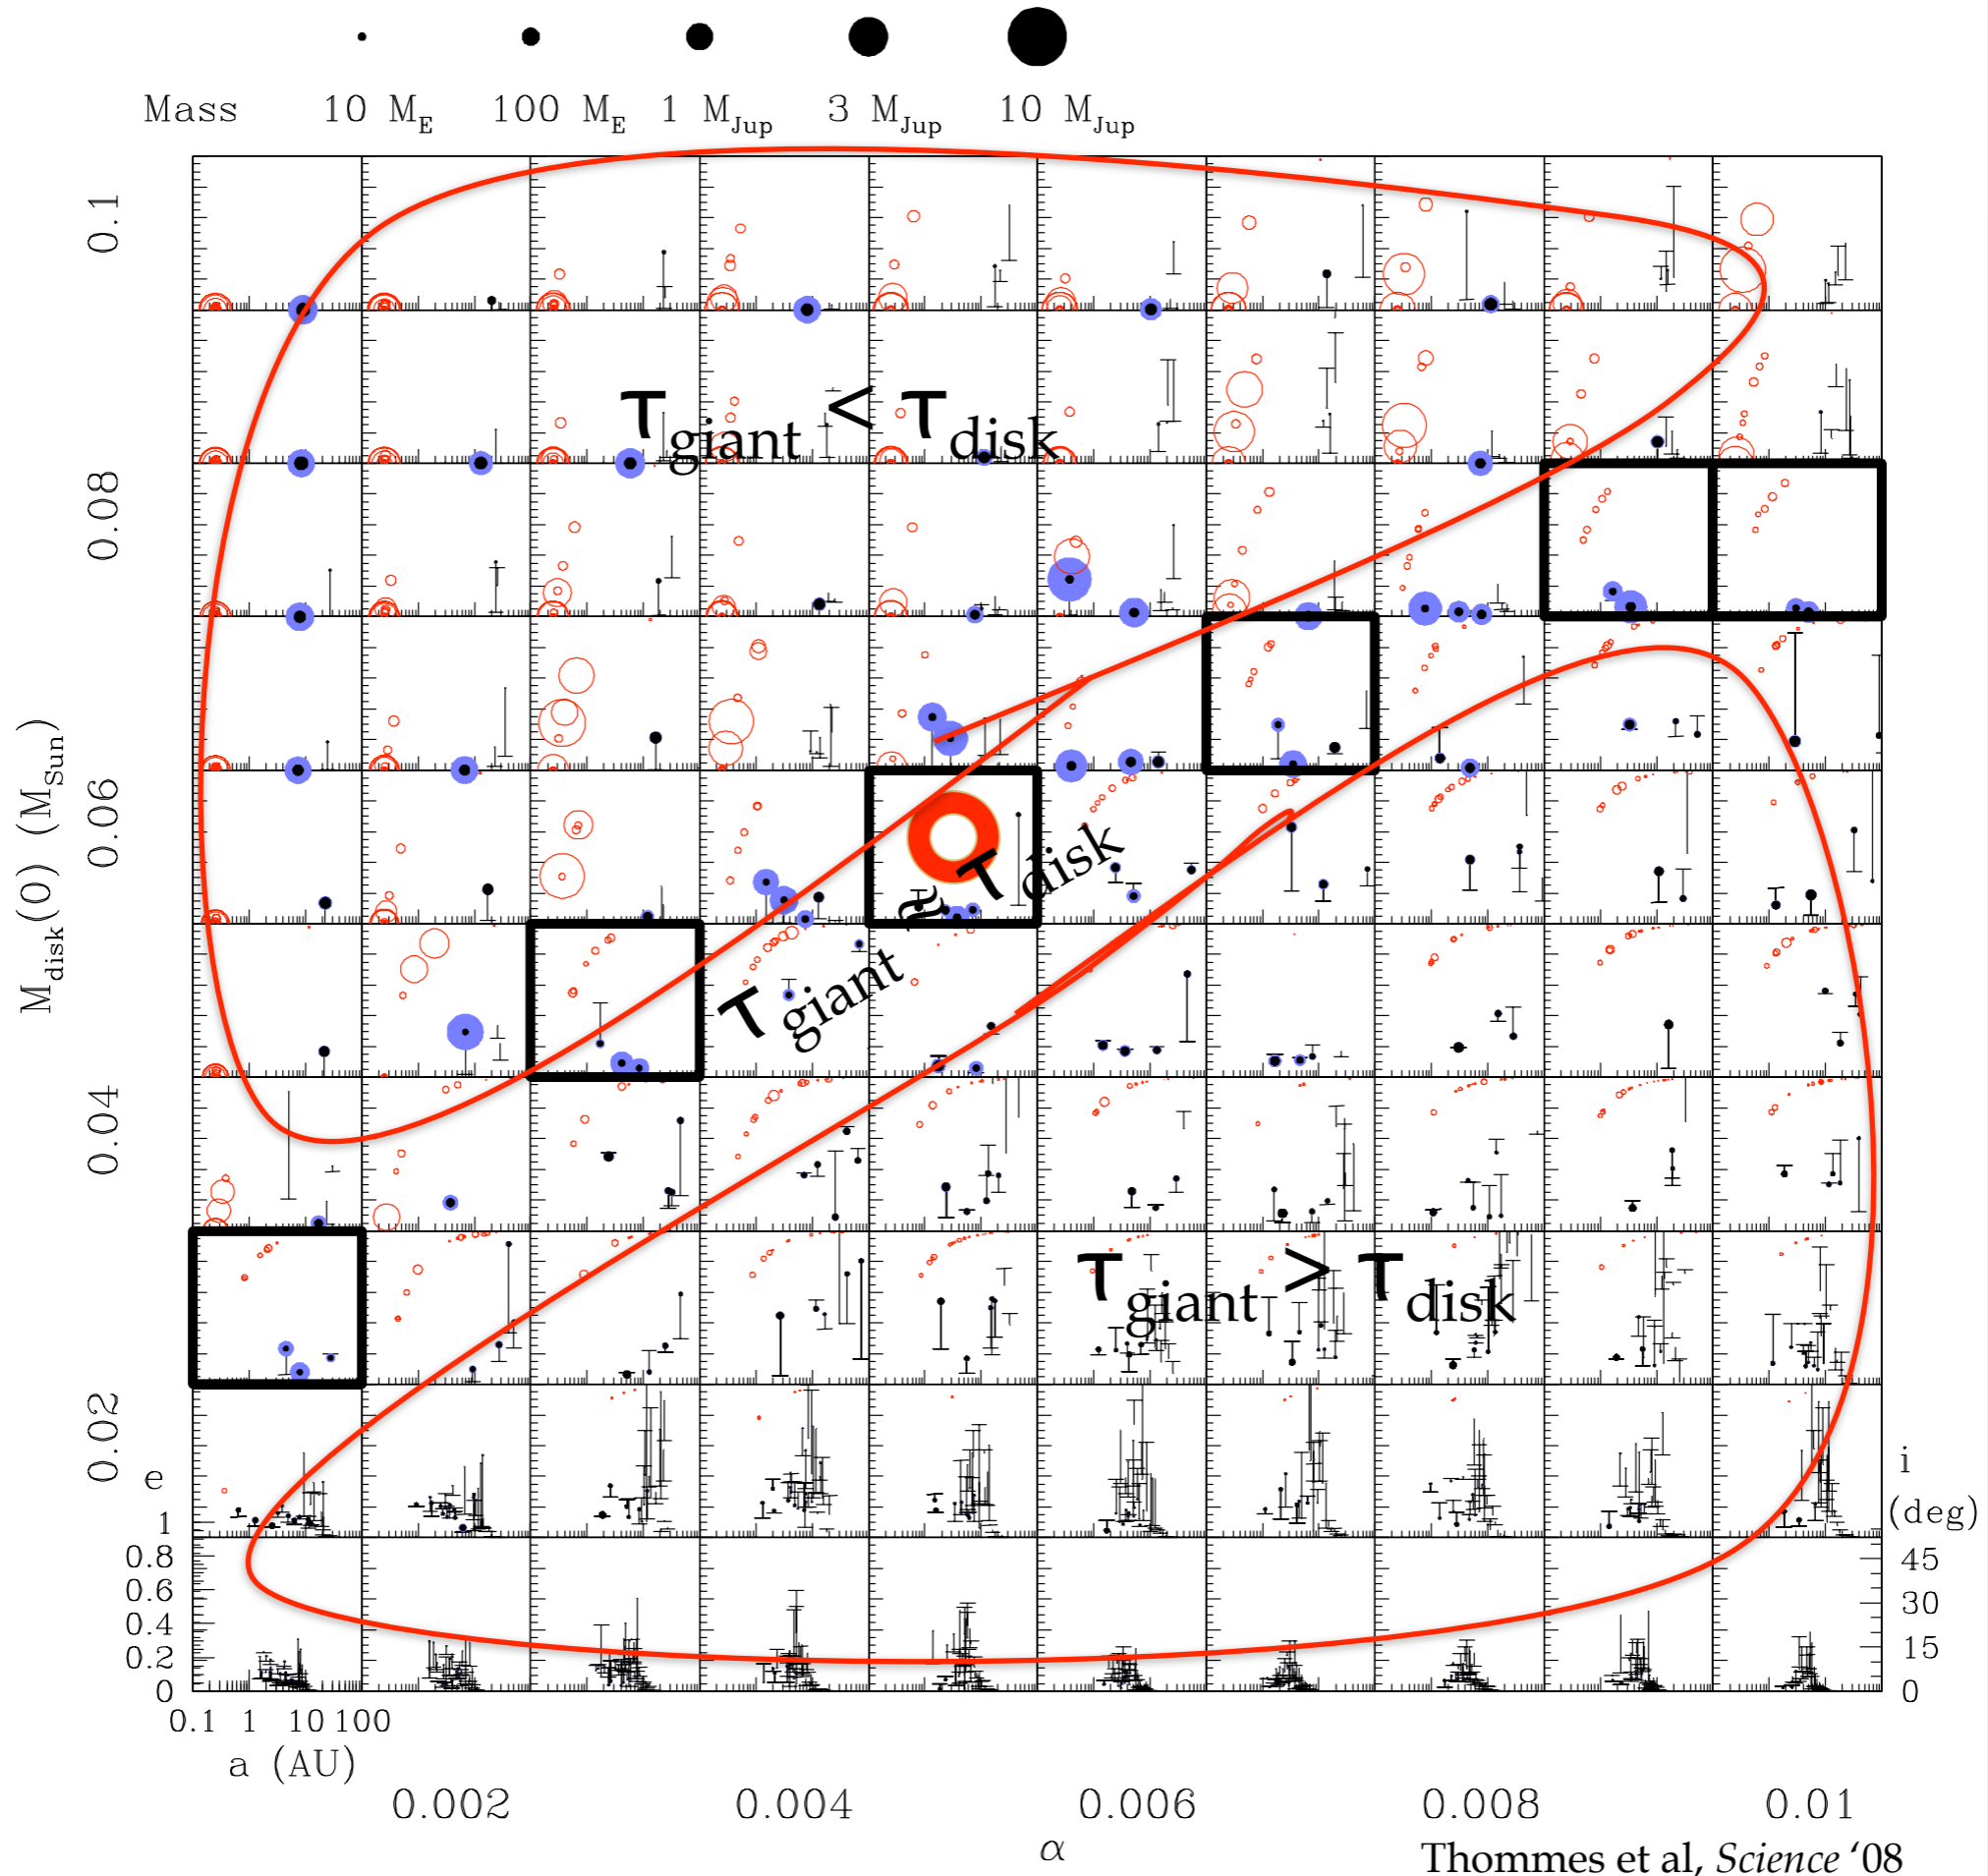 Mass 10 M_E 100 M_E 1 M_Jup 3 M_Jup 10 M_Jup
0.1
τ_giant < τ_disk
0.08
M_disk(0) (M_Sun)
0.06
τ_giant ≈ τ_disk
0.04
τ_giant > τ_disk
0.02
e
i
(deg)
1
0.8
45
0.6
30
0.4
15
0.2
0
0
0.1 1 10 100
a (AU)
0.002 0.004 0.006 0.008 0.01
α
Thommes et al, Science ‘08